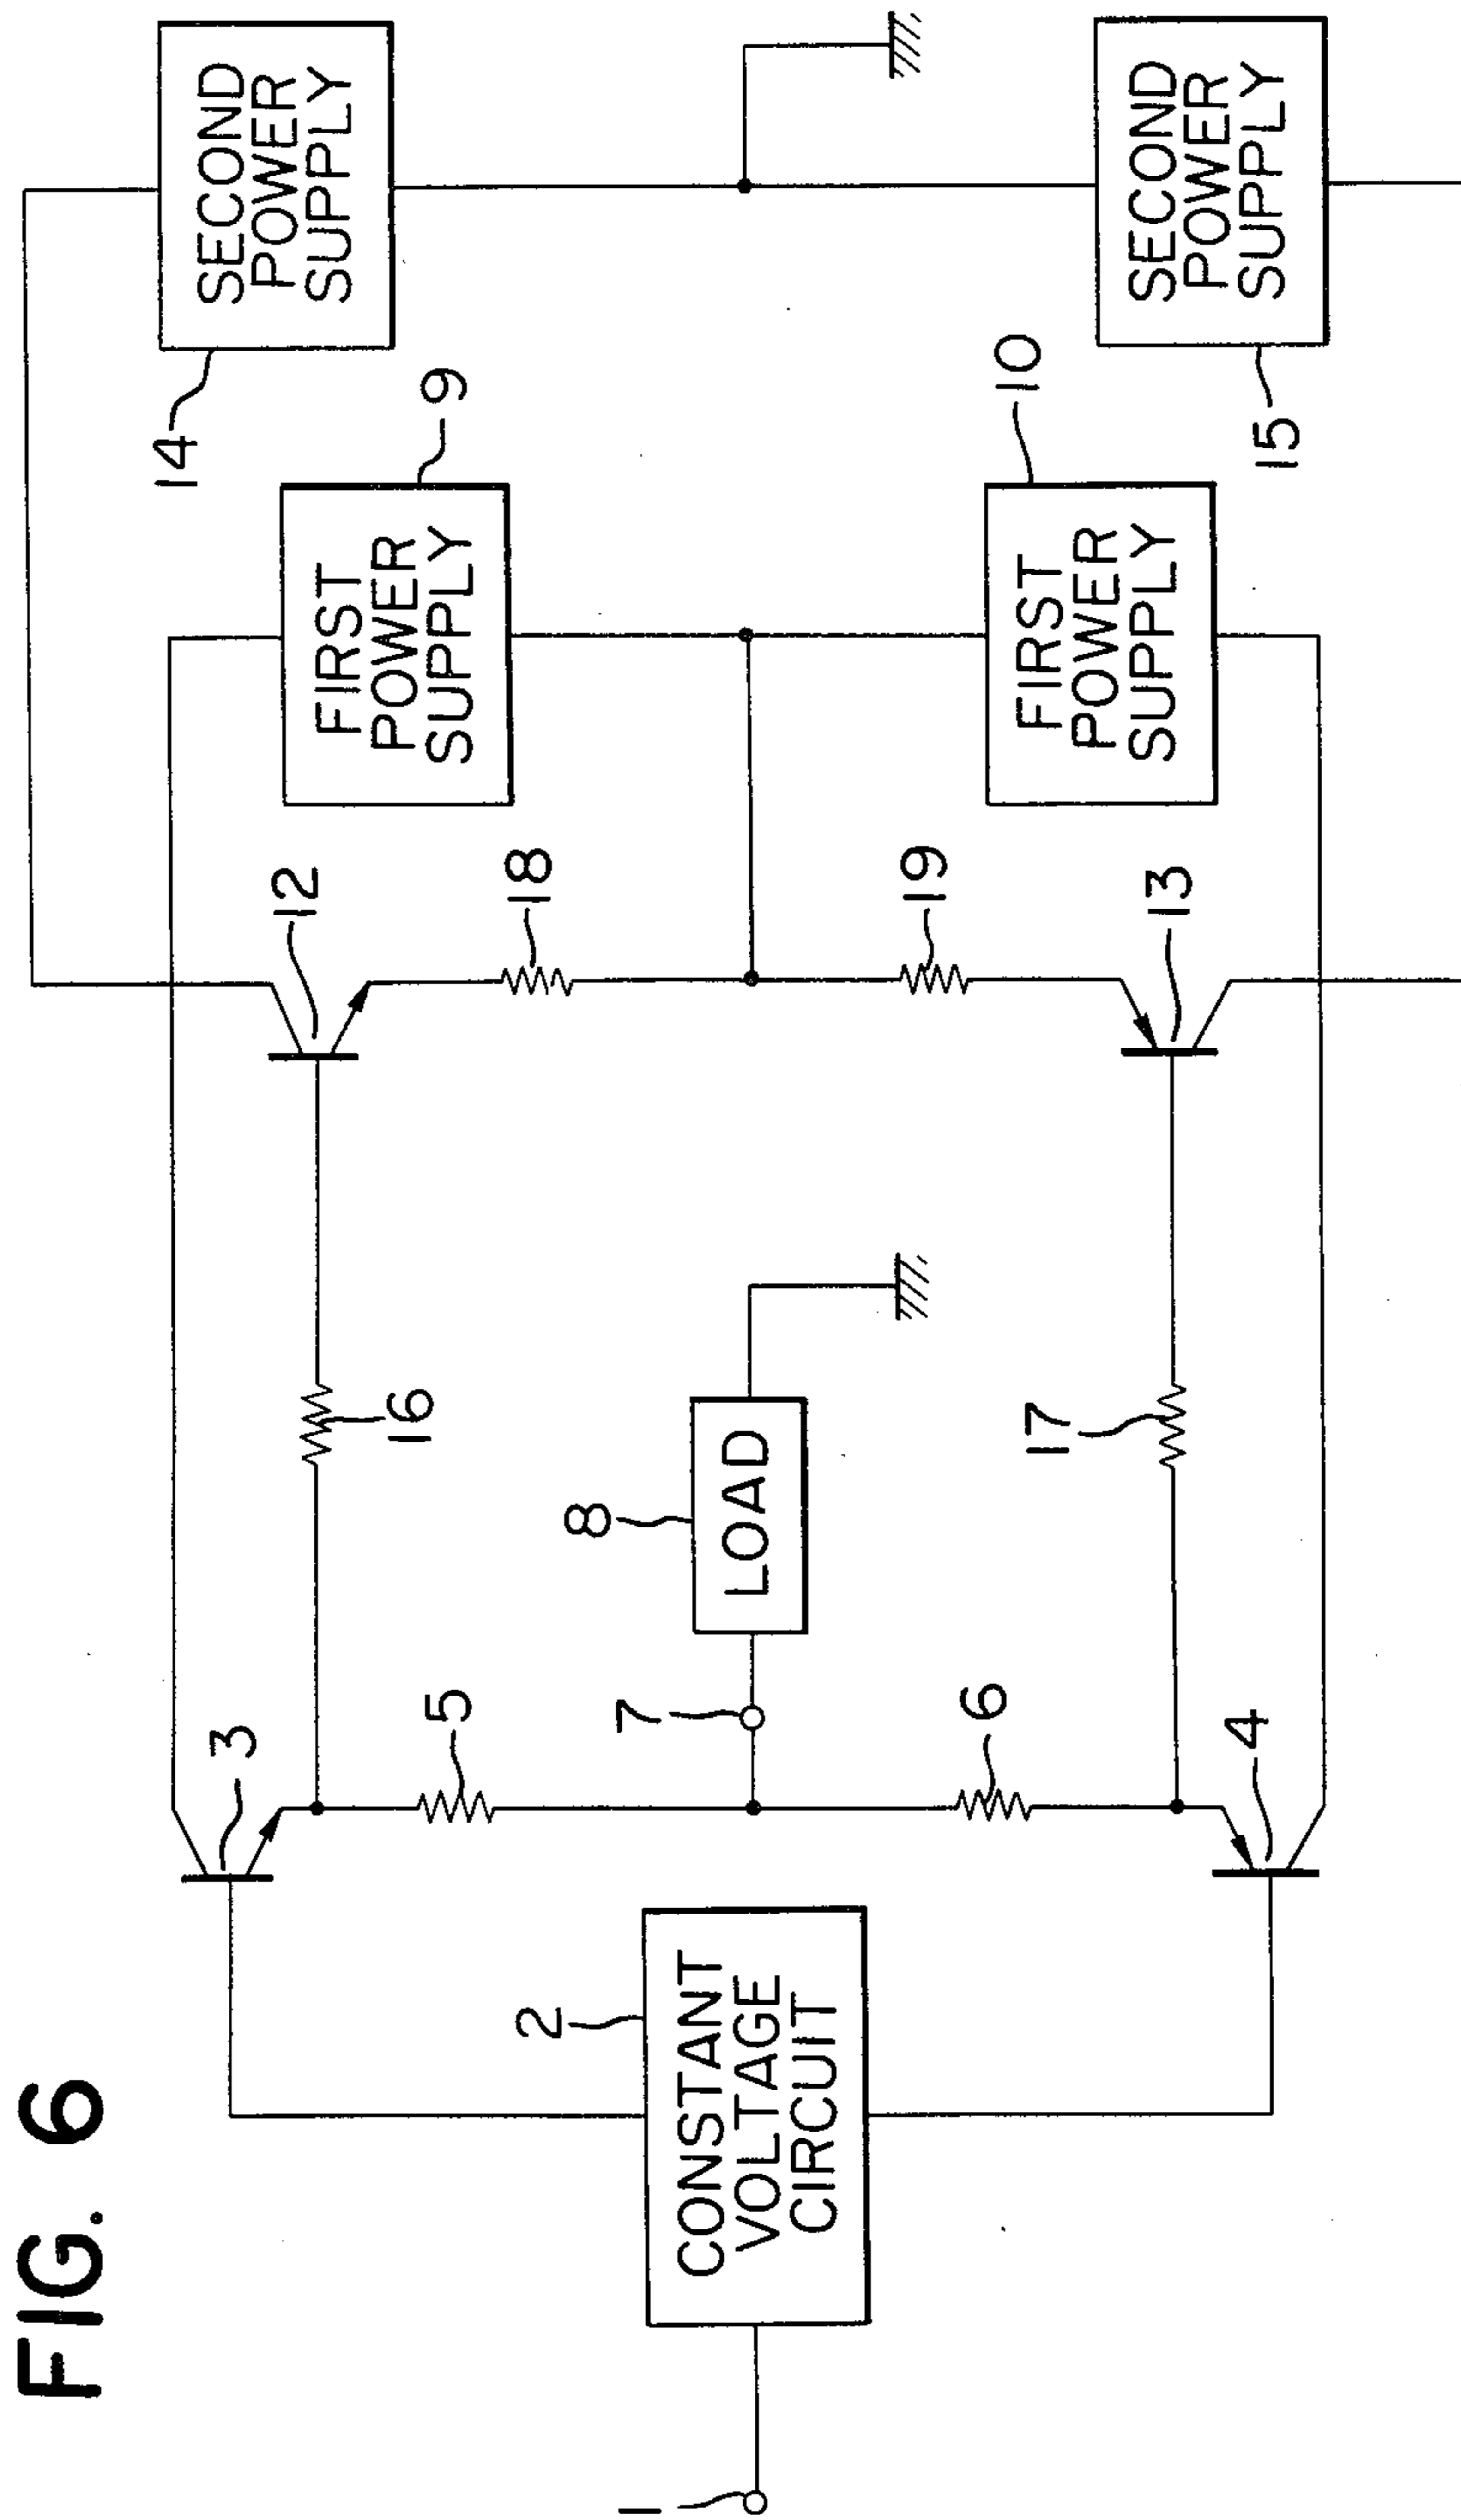 FIG. 6
1
CONSTANT
VOLTAGE
CIRCUIT
2
3
4
5
6
7
8
LOAD
16
17
12
13
18
19
FIRST
POWER
SUPPLY
9
FIRST
POWER
SUPPLY
10
SECOND
POWER
SUPPLY
14
SECOND
POWER
SUPPLY
15